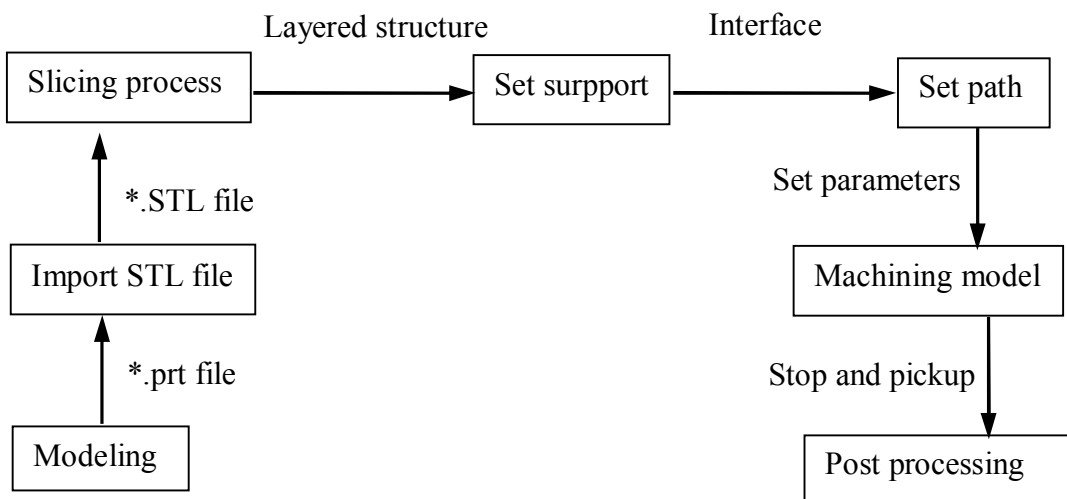 Layered structure
Interface
Slicing process
Set surpport
Set path
*.STL file
Set parameters
Import STL file
Machining model
*.prt file
Stop and pickup
Modeling
Post processing